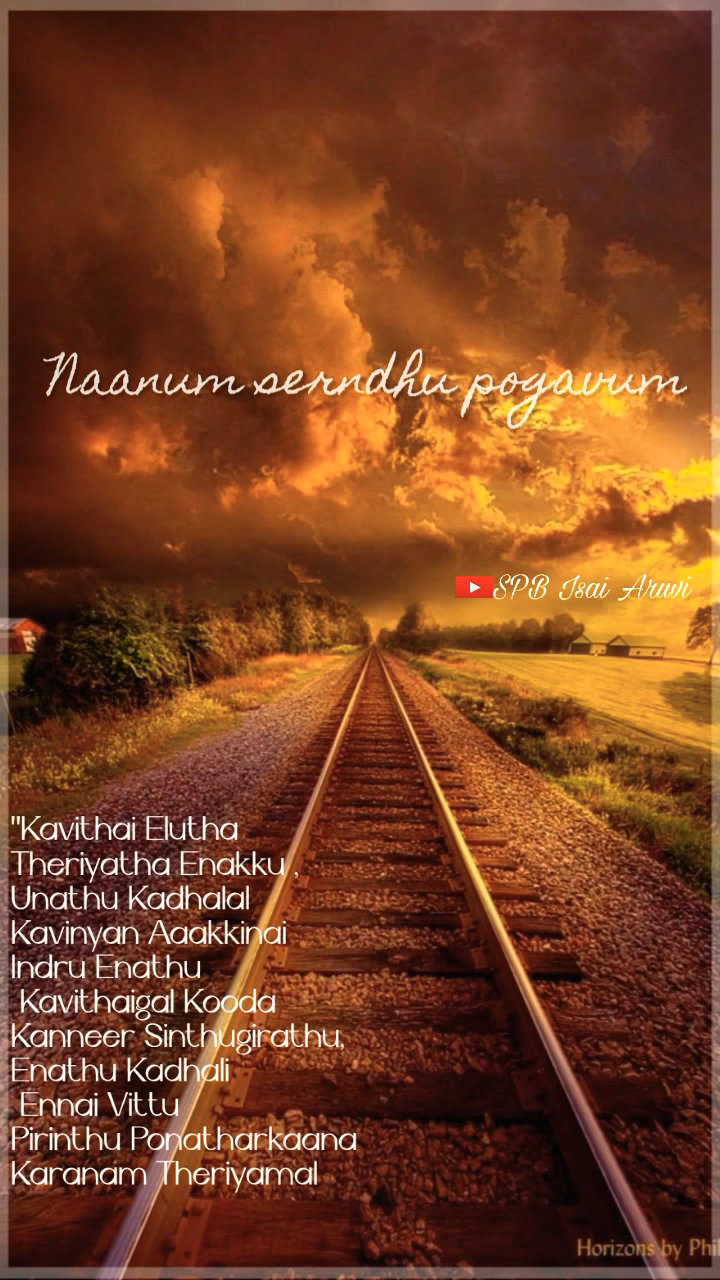 Naanum serndhu pogavum
SPB Isai Aruvi
"Kavithai Elutha
Theriyatha Enakku ,
Unathu Kadhalal
Kavinyan Aaakkinai
Indru Enathu
Kavithaigal Kooda
Kanneer Sinthugirathu,
Enathu Kadhali
Ennai Vittu
Pirinthu Ponatharkaana
Karanam Theriyamal
Horizons by Phil